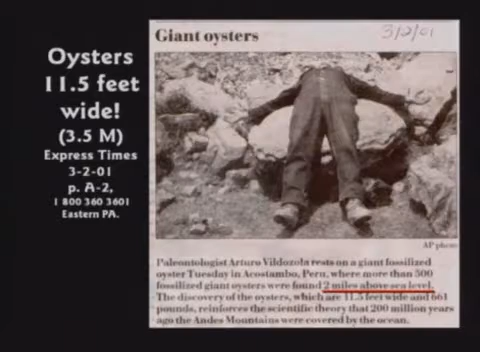 Oysters
11.5 feet
wide!
(3.5 M)
Express Times
3-2-01
p. A-2,
1 800 360 3601
Eastern PA.
Giant oysters
3/2/01
AP photo
Paleontologist Arturo Vildozola rests on a giant fossilized
oyster Tuesday in Acostambo, Peru, where more than 500
fossilized giant oysters were found 2 miles above sea level.
The discovery of the oysters, which are 11.5 feet wide and 661
pounds, reinforces the scientific theory that 200 million years
ago the Andes Mountains were covered by the ocean.